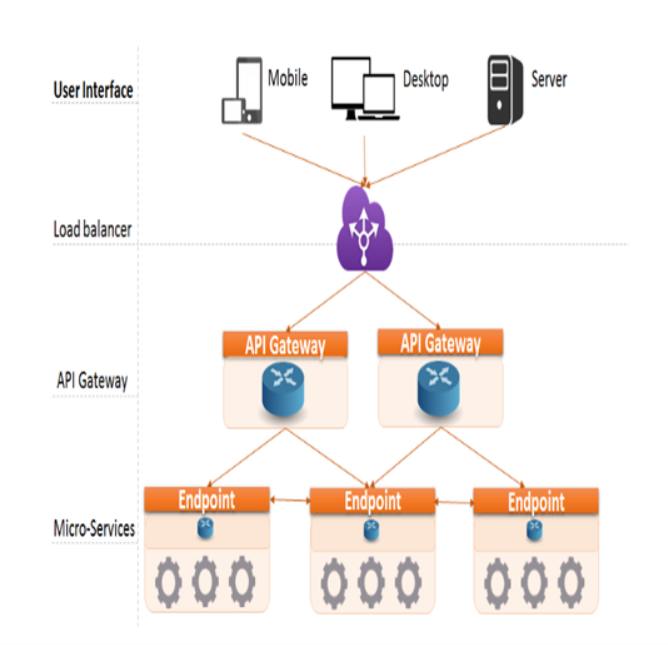 User Interface
Mobile
Desktop
Server
Load balancer
API Gateway
API Gateway
API Gateway
Endpoint
Endpoint
Endpoint
Micro-Services